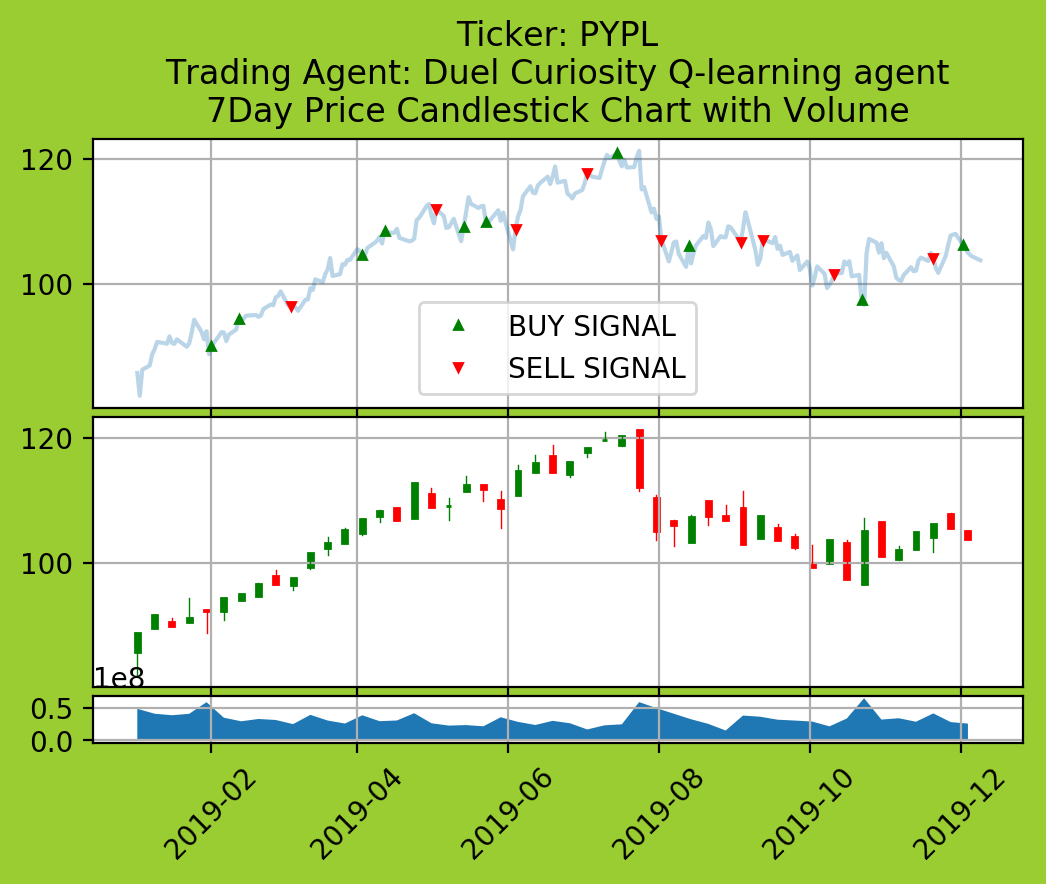 Ticker: PYPL
Trading Agent: Duel Curiosity Q-learning agent
7Day Price Candlestick Chart with Volume
120
100
BUY SIGNAL
SELL SIGNAL
120
100
1e8
0.5
0.0
2019-02
2019-04
2019-06
2019-08
2019-10
2019-12